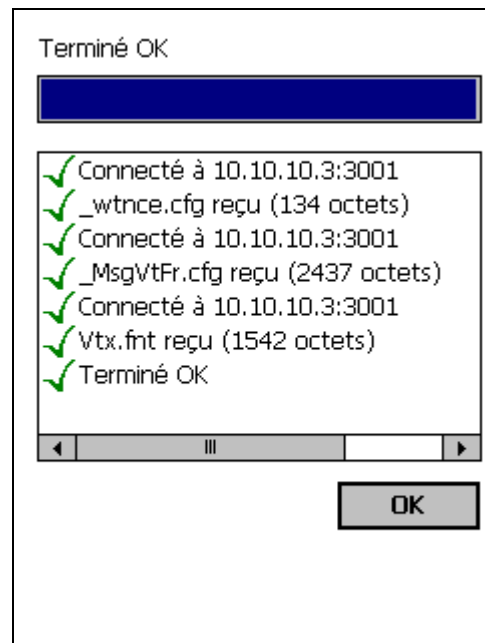 Terminé OK
Connecté à 10.10.10.3:3001
_wtnce.cfg reçu (134 octets)
Connecté à 10.10.10.3:3001
_MsgVtFr.cfg reçu (2437 octets)
Connecté à 10.10.10.3:3001
Vtx.fnt reçu (1542 octets)
Terminé OK
OK